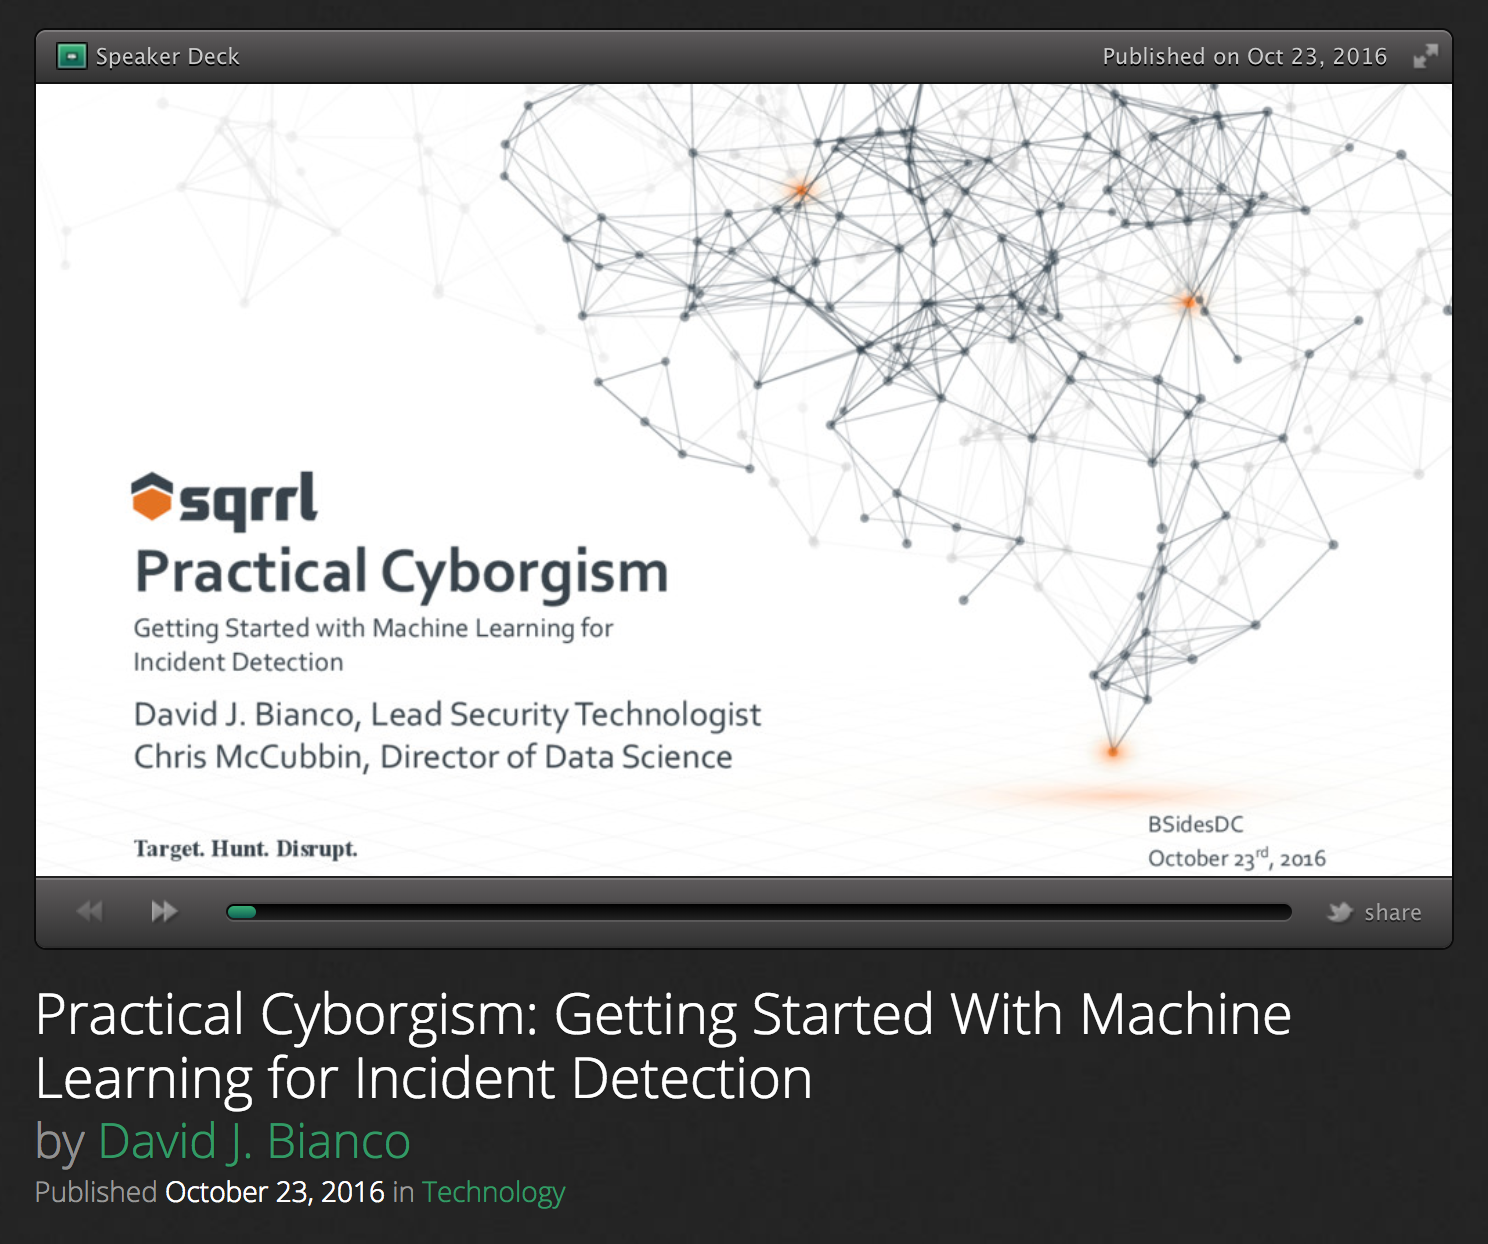 Speaker Deck
Published on Oct 23, 2016
sqrrl
Practical Cyborgism
Getting Started with Machine Learning for
Incident Detection
David J. Bianco, Lead Security Technologist
Chris McCubbin, Director of Data Science
Target. Hunt. Disrupt.
BSidesDC
October 23rd, 2016
share
Practical Cyborgism: Getting Started With Machine
Learning for Incident Detection
by David J. Bianco
Published October 23, 2016 in Technology